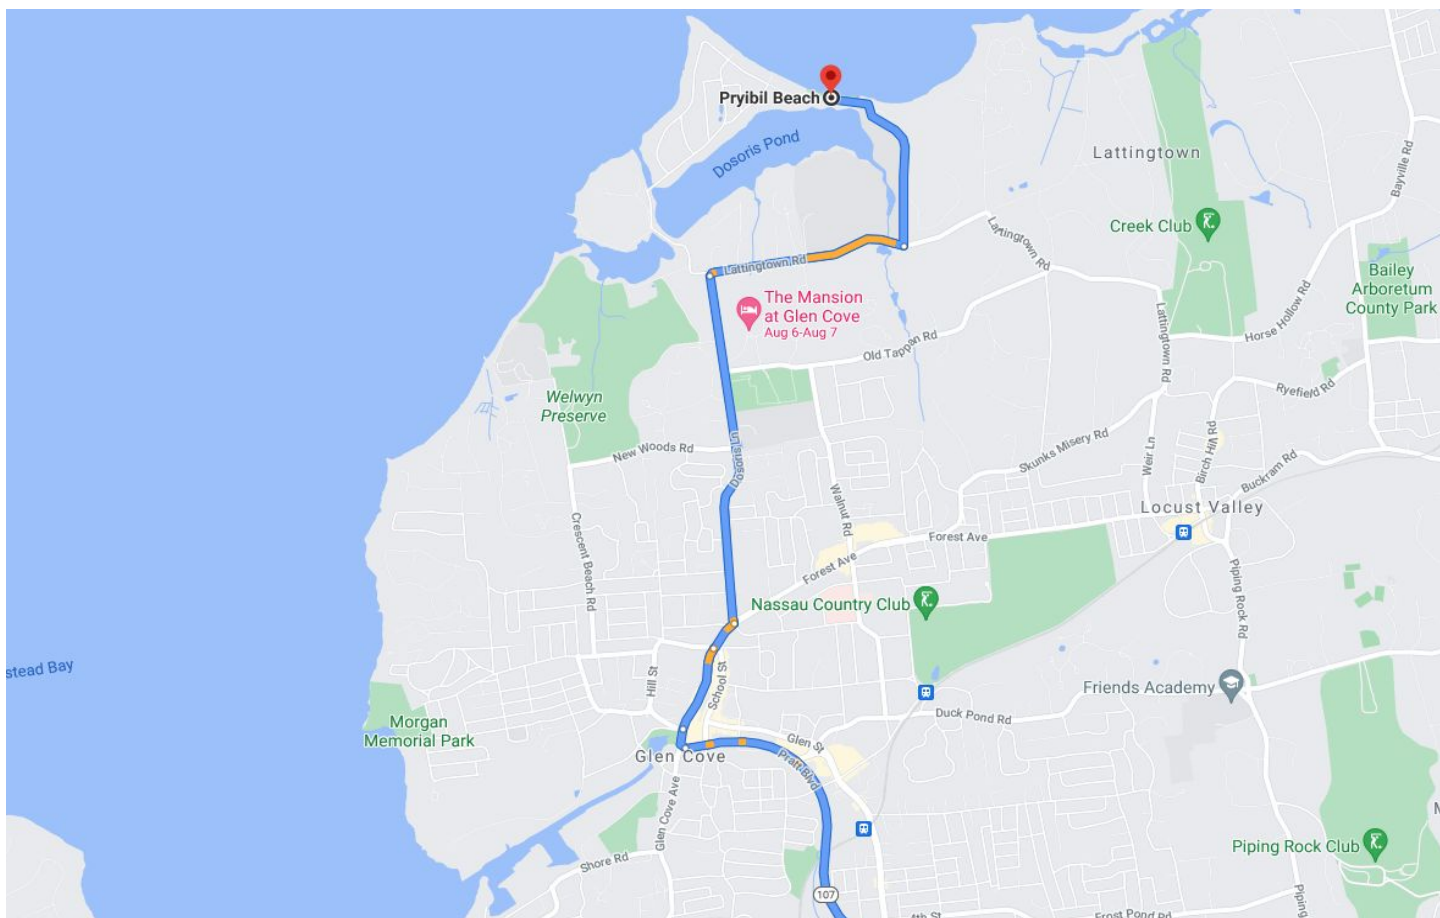 Pryibil Beach
Dosoris Pond
Lattingtown
Bayville Rd
Creek Club
Lattingtown Rd
Lattingtown Rd
The Mansion
at Glen Cove
Aug 6-Aug 7
Bailey
Arboretum
County Park
Horse Hollow Rd
Lattingtown Rd
Old Tappan Rd
Ryefield Rd
Welwyn
Preserve
New Woods Rd
Dosoris Ln
Skunks Misery Rd
Weir Ln
Birch Hill Rd
Buckram Rd
Walnut Rd
Locust Valley
Crescent Beach Rd
Forest Ave
Forest Ave
Nassau Country Club
Piping Rock Rd
stead Bay
Hill St
School St
Friends Academy
Morgan
Memorial Park
Duck Pond Rd
Glen St
Glen Cove
Pratt Blvd
Glen Cove Ave
M
Shore Rd
Piping Rock Club
107
4th St
Frost Pond Rd
Piping